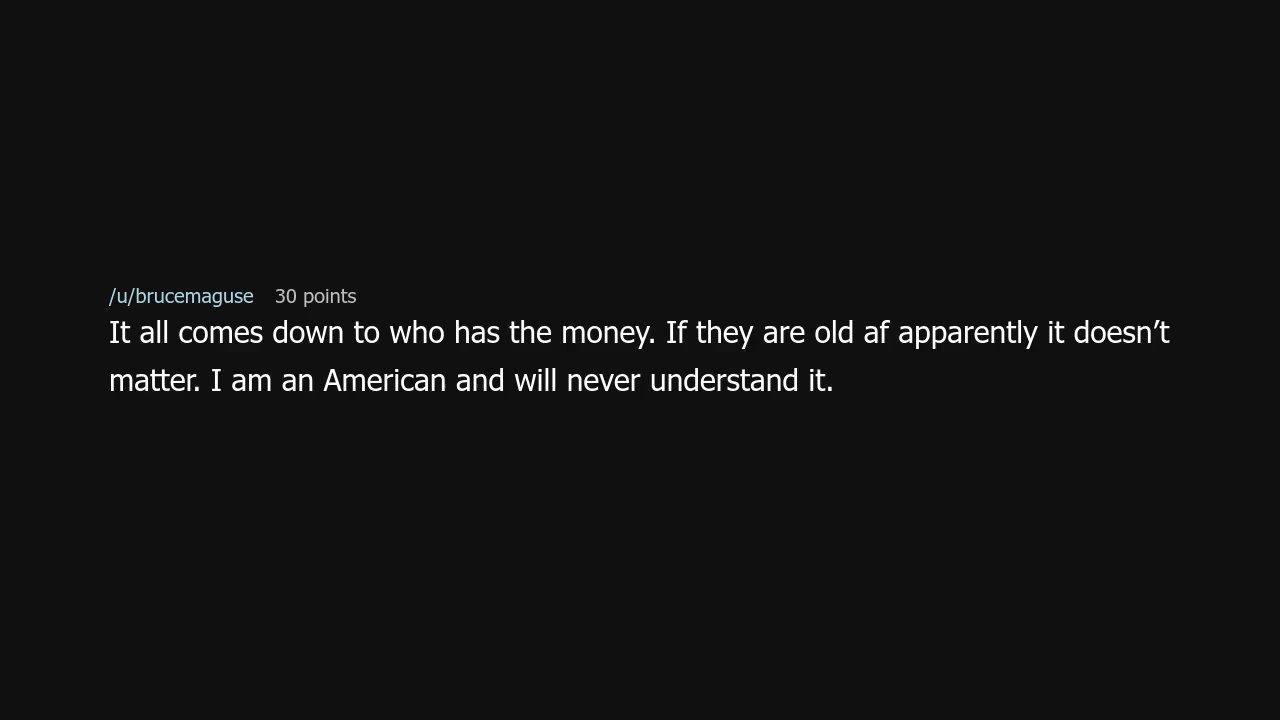 /u/brucemaguse 30 points
It all comes down to who has the money. If they are old af apparently it doesn’t
matter. I am an American and will never understand it.